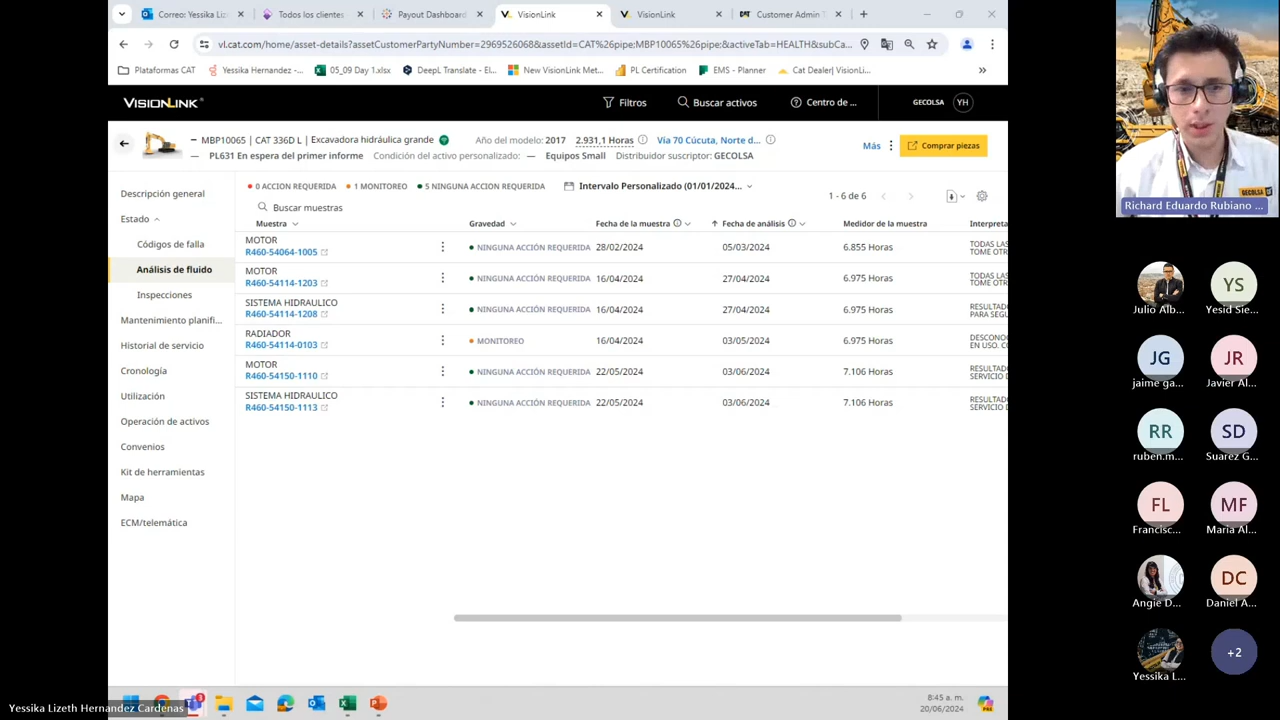 Correo: Yessika Liz
Todos los clientes
Payout Dashboard
VisionLink
VisionLink
Customer Admin T
vl.cat.com/home/asset-details?assetCustomerPartyNumber=2969526068&assetId=CAT%20pipe;MBP10065%20pipe;&activeTab=HEALTH&subCa...
Plataformas CAT
Yessika Hernandez -...
05_09 Day 1.xlsx
DeepL Translate - El...
New VisionLink Met...
PL Certification
EMS - Planner
Cat Dealer| VisionLi...
VISIONLINK
Filtros
Buscar activos
Centro de ...
GECOLSA
YH
MBP10065 | CAT 336D L | Excavadora hidráulica grande
Año del modelo: 2017
2.931,1 Horas
Vía 70 Cúcuta, Norte d...
Más
Comprar piezas
PL631 En espera del primer informe
Condición del activo personalizado: —
Equipos Small
Distribuidor suscriptor: GECOLSA
Descripción general
Estado
Códigos de falla
Análisis de fluido
Inspecciones
Mantenimiento planifi...
Historial de servicio
Cronología
Utilización
Operación de activos
Convenios
Kit de herramientas
Mapa
ECM/telemática
0 ACCION REQUERIDA
1 MONITOREO
5 NINGUNA ACCION REQUERIDA
Intervalo Personalizado (01/01/2024...
1 - 6 de 6
Buscar muestras
Muestra
Gravedad
Fecha de la muestra
Fecha de análisis
Medidor de la muestra
Interpreta
MOTOR
R460-54064-1005
NINGUNA ACCIÓN REQUERIDA
28/02/2024
05/03/2024
6.855 Horas
TODAS LAS
TOME OTR
MOTOR
R460-54114-1203
NINGUNA ACCIÓN REQUERIDA
16/04/2024
27/04/2024
6.975 Horas
TODAS LAS
TOME OTR
SISTEMA HIDRAULICO
R460-54114-1208
NINGUNA ACCIÓN REQUERIDA
16/04/2024
27/04/2024
6.975 Horas
RESULTAD
PARA SEGU
RADIADOR
R460-54114-0103
MONITOREO
16/04/2024
03/05/2024
6.975 Horas
DESCONOC
EN USO. CO
MOTOR
R460-54150-1110
NINGUNA ACCIÓN REQUERIDA
22/05/2024
03/06/2024
7.106 Horas
RESULTAD
SERVICIO D
SISTEMA HIDRAULICO
R460-54150-1113
NINGUNA ACCIÓN REQUERIDA
22/05/2024
03/06/2024
7.106 Horas
RESULTAD
SERVICIO D
8:45 a. m.
20/06/2024
Yessika Lizeth Hernandez Cardenas
GECOLSA
Richard Eduardo Rubiano ...
Julio Alb...
YS
Yesid Sie...
JG
jaime ga...
JR
Javier Al...
RR
ruben.m...
SD
Suarez G...
FL
Francisc...
MF
Maria Al...
Angie D...
DC
Daniel A...
Yessika L...
+2